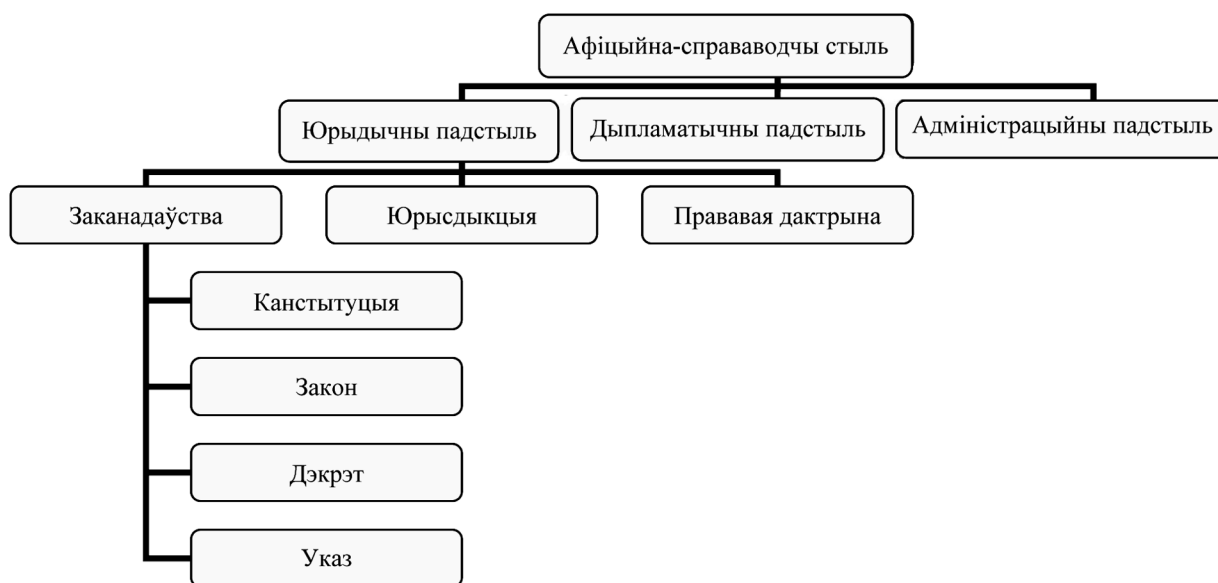 Афіцыйна-справаводчы стыль
Юрыдычны падстыль
Дыпламатычны падстыль
Адміністрацыйны падстыль
Заканадаўства
Юрысдыкцыя
Прававая дактрына
Канстытуцыя
Закон
Дэкрэт
Указ